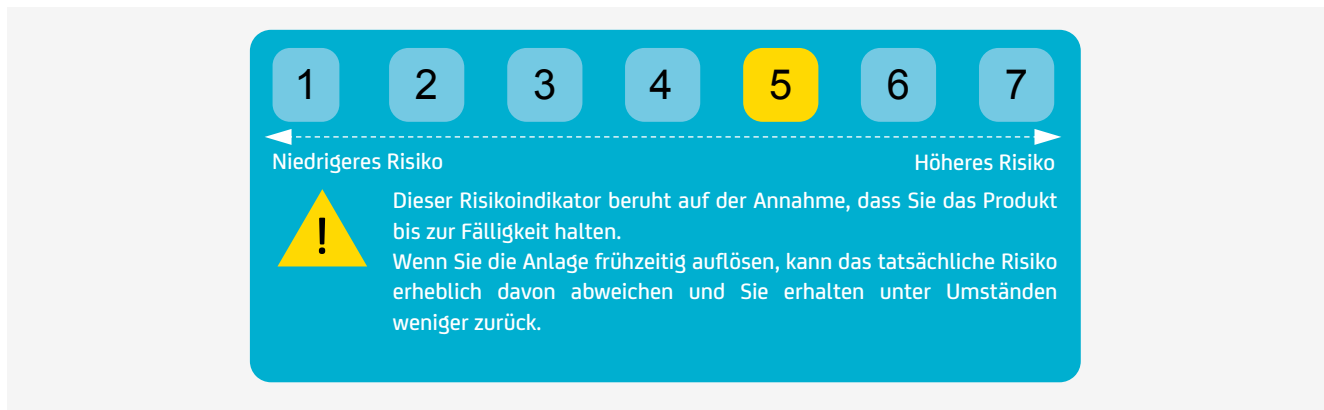 1 2 3 4 5 6 7
Niedrigeres Risiko Höheres Risiko
! Dieser Risikoindikator beruht auf der Annahme, dass Sie das Produkt
bis zur Fälligkeit halten.
Wenn Sie die Anlage frühzeitig auflösen, kann das tatsächliche Risiko
erheblich davon abweichen und Sie erhalten unter Umständen
weniger zurück.